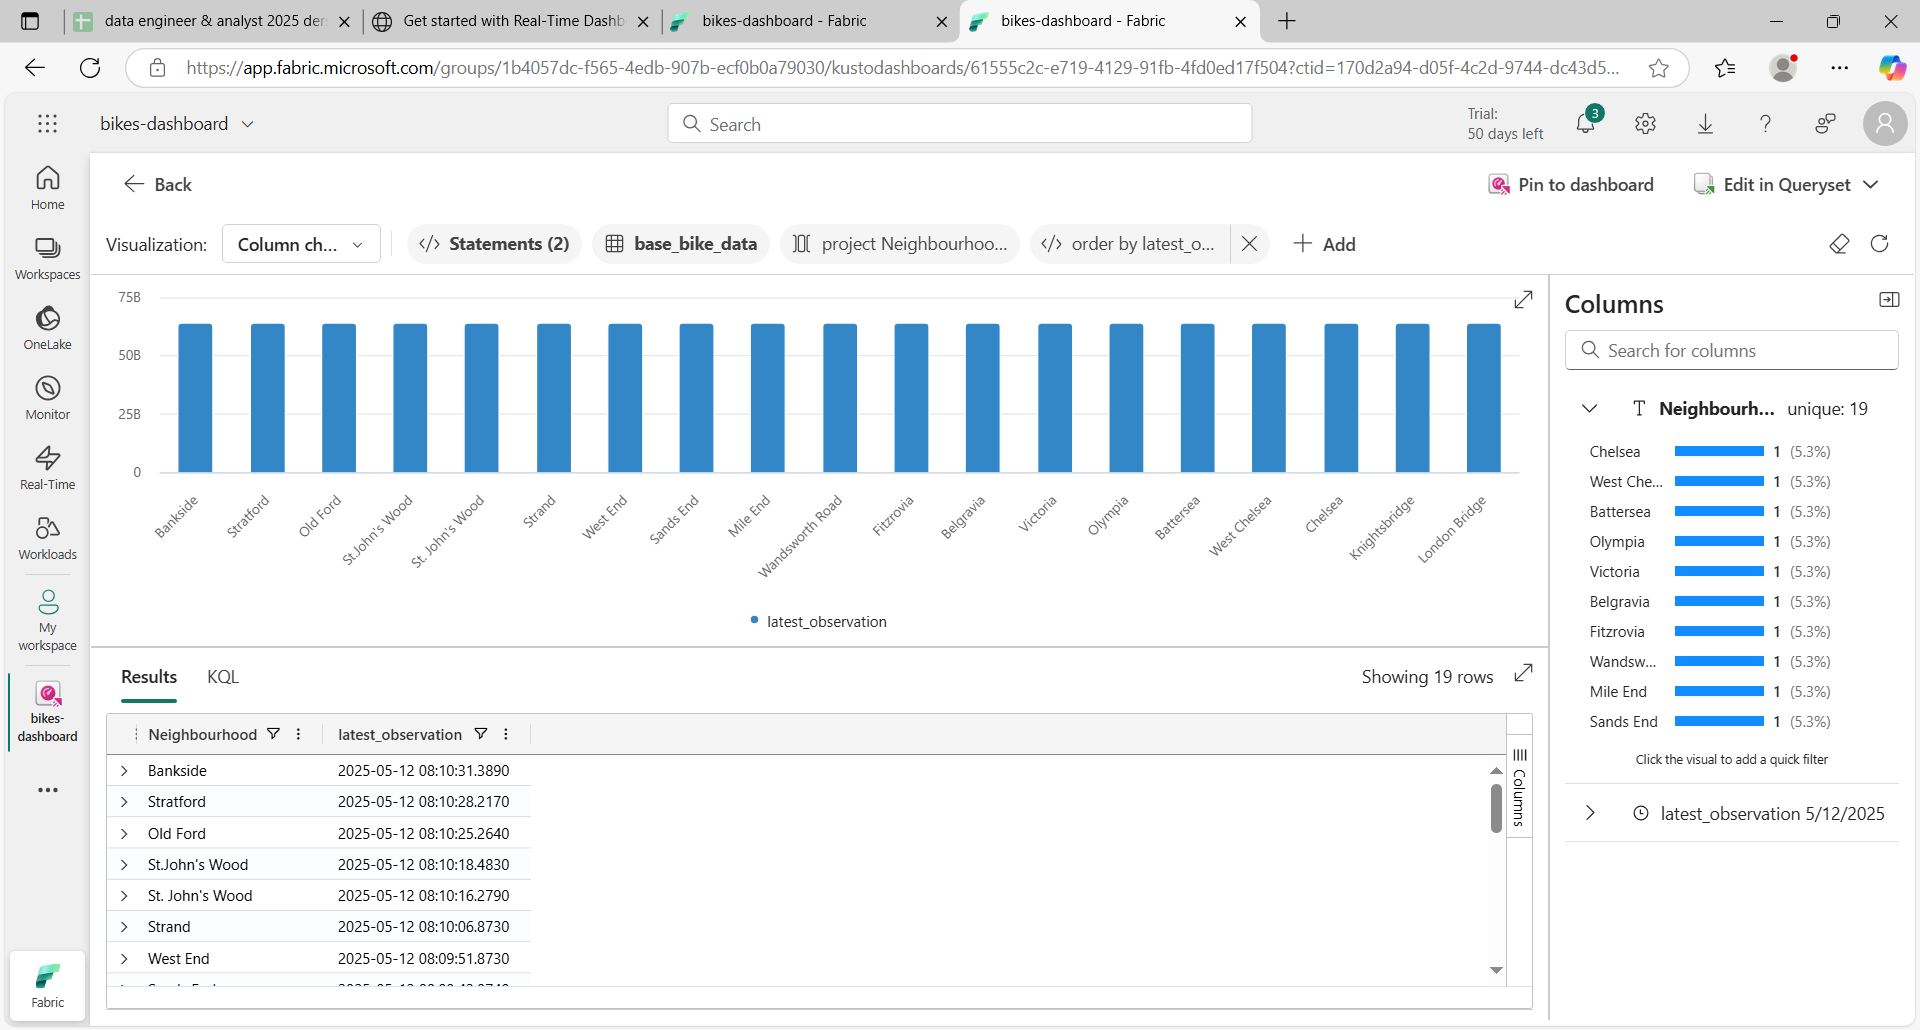 data engineer & analyst 2025 der
Get started with Real-Time Dashb
bikes-dashboard - Fabric
bikes-dashboard - Fabric
https://app.fabric.microsoft.com/groups/1b4057dc-f565-4edb-907b-ecf0b0a79030/kustodashboards/61555c2c-e719-4129-91fb-4fd0ed17f504?ctid=170d2a94-d05f-4c2d-9744-dc43d5...
bikes-dashboard
Search
Trial:
50 days left
3
Home
Workspaces
OneLake
Monitor
Real-Time
Workloads
My
workspace
bikes-
dashboard
Fabric
Back
Pin to dashboard
Edit in Queryset
Visualization:
Column ch...
Statements (2)
base_bike_data
project Neighbourhoo...
order by latest_o...
Add
75B
50B
25B
0
Bankside
Stratford
Old Ford
St.John's Wood
St. John's Wood
Strand
West End
Sands End
Mile End
Wandsworth Road
Fitzrovia
Belgravia
Victoria
Olympia
Battersea
West Chelsea
Chelsea
Knightsbridge
London Bridge
latest_observation
Results
KQL
Showing 19 rows
Neighbourhood latest_observation
Bankside 2025-05-12 08:10:31.3890
Stratford 2025-05-12 08:10:28.2170
Old Ford 2025-05-12 08:10:25.2640
St.John's Wood 2025-05-12 08:10:18.4830
St. John's Wood 2025-05-12 08:10:16.2790
Strand 2025-05-12 08:10:06.8730
West End 2025-05-12 08:09:51.8730
Columns
Columns
Search for columns
Neighbourh... unique: 19
Chelsea 1 (5.3%)
West Che... 1 (5.3%)
Battersea 1 (5.3%)
Olympia 1 (5.3%)
Victoria 1 (5.3%)
Belgravia 1 (5.3%)
Fitzrovia 1 (5.3%)
Wandsw... 1 (5.3%)
Mile End 1 (5.3%)
Sands End 1 (5.3%)
Click the visual to add a quick filter
latest_observation 5/12/2025